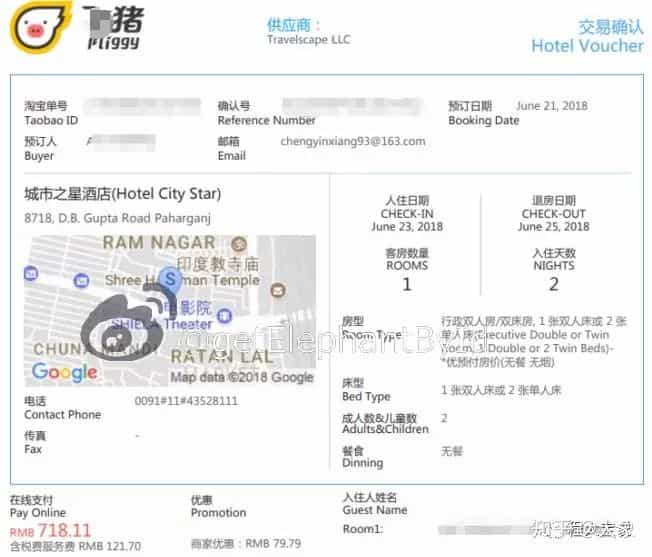 飞猪
Fliggy
供应商：
Travelscape LLC
交易确认
Hotel Voucher
淘宝单号
Taobao ID
确认号
Reference Number
预订日期 June 21, 2018
Booking Date
预订人
Buyer
邮箱 chengyinxiang93@163.com
Email
城市之星酒店(Hotel City Star)
8718, D.B. Gupta Road Paharganj
RAM NAGAR
印度教寺庙
Shree Hanuman Temple
S
电影院
SHIELA Theater
CHUNA MANDI
RATAN LAL
Google
Map data ©2018 Google
电话 0091#11#43528111
Contact Phone
传真 -
Fax
入住日期
CHECK-IN
June 23, 2018
退房日期
CHECK-OUT
June 25, 2018
客房数量
ROOMS
1
入住天数
NIGHTS
2
房型
Room Type
行政双人房/双床房, 1 张双人床或 2 张
单人床(Executive Double or Twin
Room, 1 Double or 2 Twin Beds)-
*优预付房价(无餐 无烟)
床型 1 张双人床或 2 张单人床
Bed Type
成人数&儿童数 2
Adults&Children
餐食 无餐
Dinning
在线支付
Pay Online
RMB 718.11
含税费服务费 RMB 121.70
优惠
Promotion
商家优惠：RMB 79.79
入住人姓名
Guest Name
Room1:
知乎